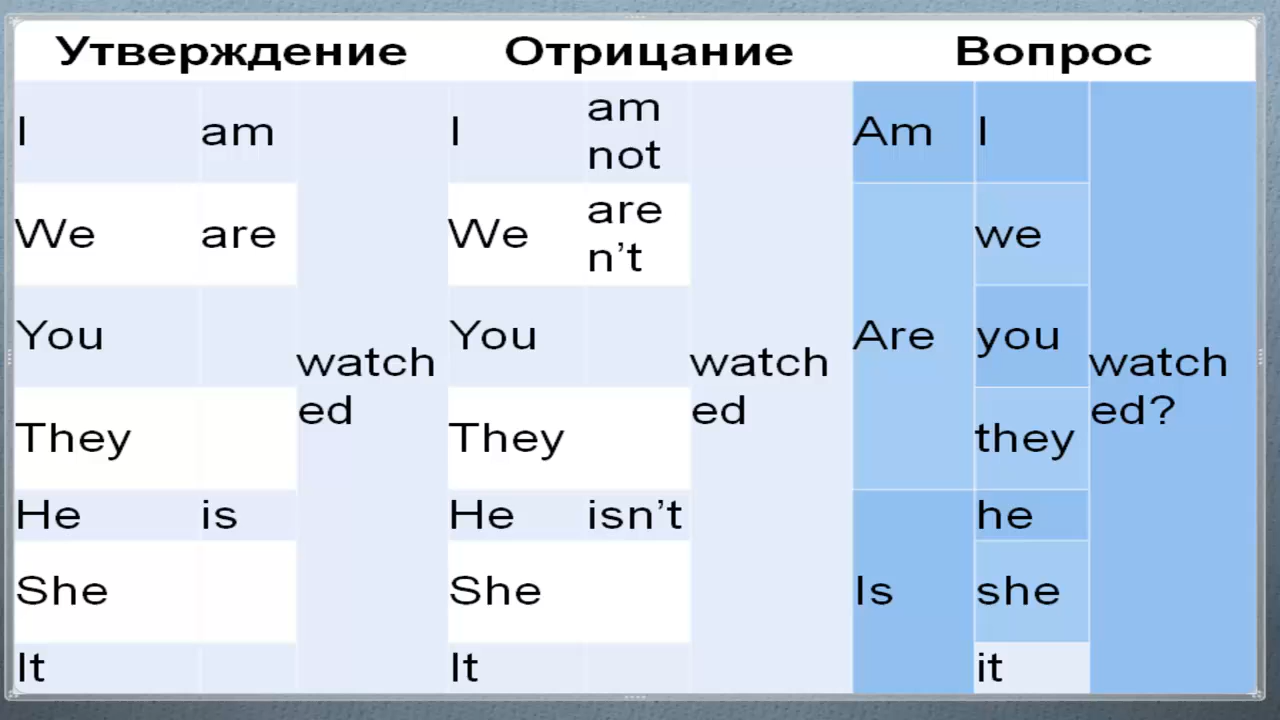 Утверждение Отрицание Вопрос
I am I am not Am I
We are We aren’t we
You watched You watched Are you watched?
They They they
He is He isn’t he
She She Is she
It It it